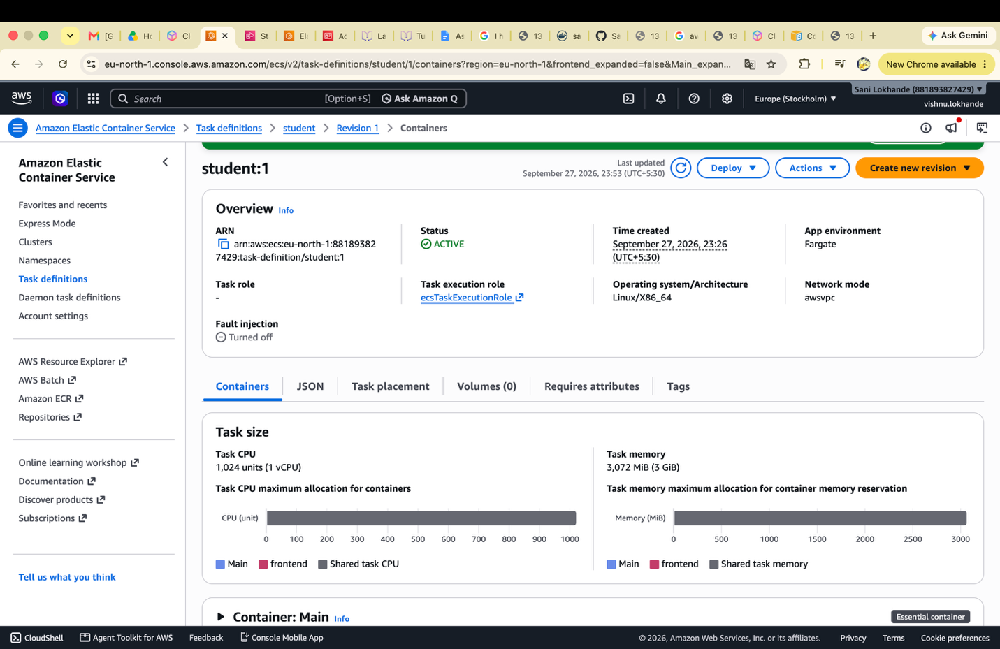 [G
Ho
Cl
St
Ela
Ac
La
Tu
As
I h
13
sa
Sa
13
aw
13
Cl
Co
13
Ask Gemini
eu-north-1.console.aws.amazon.com/ecs/v2/task-definitions/student/1/containers?region=eu-north-1&frontend_expanded=false&Main_expan...
New Chrome available
aws
Search
[Option+S]
Ask Amazon Q
Europe (Stockholm)
Sani Lokhande (881893827429)
vishnu.lokhande
Amazon Elastic Container Service
Task definitions
student
Revision 1
Containers
Amazon Elastic
Container Service
Favorites and recents
Express Mode
Clusters
Namespaces
Task definitions
Daemon task definitions
Account settings
AWS Resource Explorer
AWS Batch
Amazon ECR
Repositories
Online learning workshop
Documentation
Discover products
Subscriptions
Tell us what you think
student:1
Last updated
September 27, 2026, 23:53 (UTC+5:30)
Deploy
Actions
Create new revision
Overview Info
ARN
arn:aws:ecs:eu-north-1:88189382
7429:task-definition/student:1
Status
ACTIVE
Time created
September 27, 2026, 23:26
(UTC+5:30)
App environment
Fargate
Task role
-
Task execution role
ecsTaskExecutionRole
Operating system/Architecture
Linux/X86_64
Network mode
awsvpc
Fault injection
Turned off
Containers
JSON
Task placement
Volumes (0)
Requires attributes
Tags
Task size
Task CPU
1,024 units (1 vCPU)
Task CPU maximum allocation for containers
CPU (unit)
0 100 200 300 400 500 600 700 800 900 1000
Main frontend Shared task CPU
Task memory
3,072 MiB (3 GiB)
Task memory maximum allocation for container memory reservation
Memory (MiB)
0 500 1000 1500 2000 2500 3000
Main frontend Shared task memory
Container: Main Info
Essential container
CloudShell
Agent Toolkit for AWS
Feedback
Console Mobile App
© 2026, Amazon Web Services, Inc. or its affiliates.
Privacy
Terms
Cookie preferences